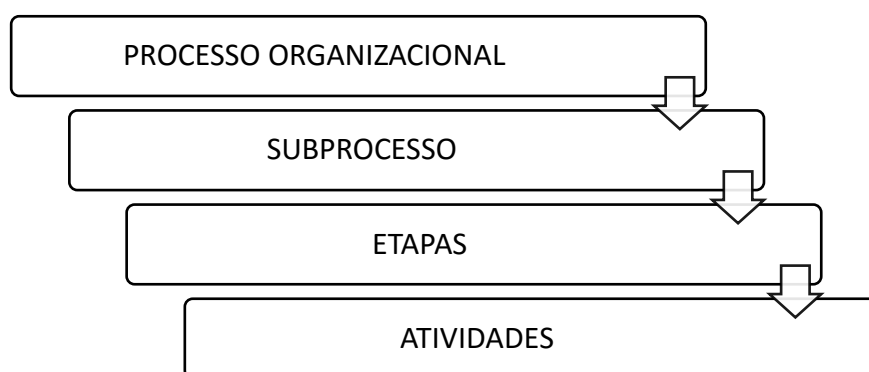 PROCESSO ORGANIZACIONAL
SUBPROCESSO
ETAPAS
ATIVIDADES